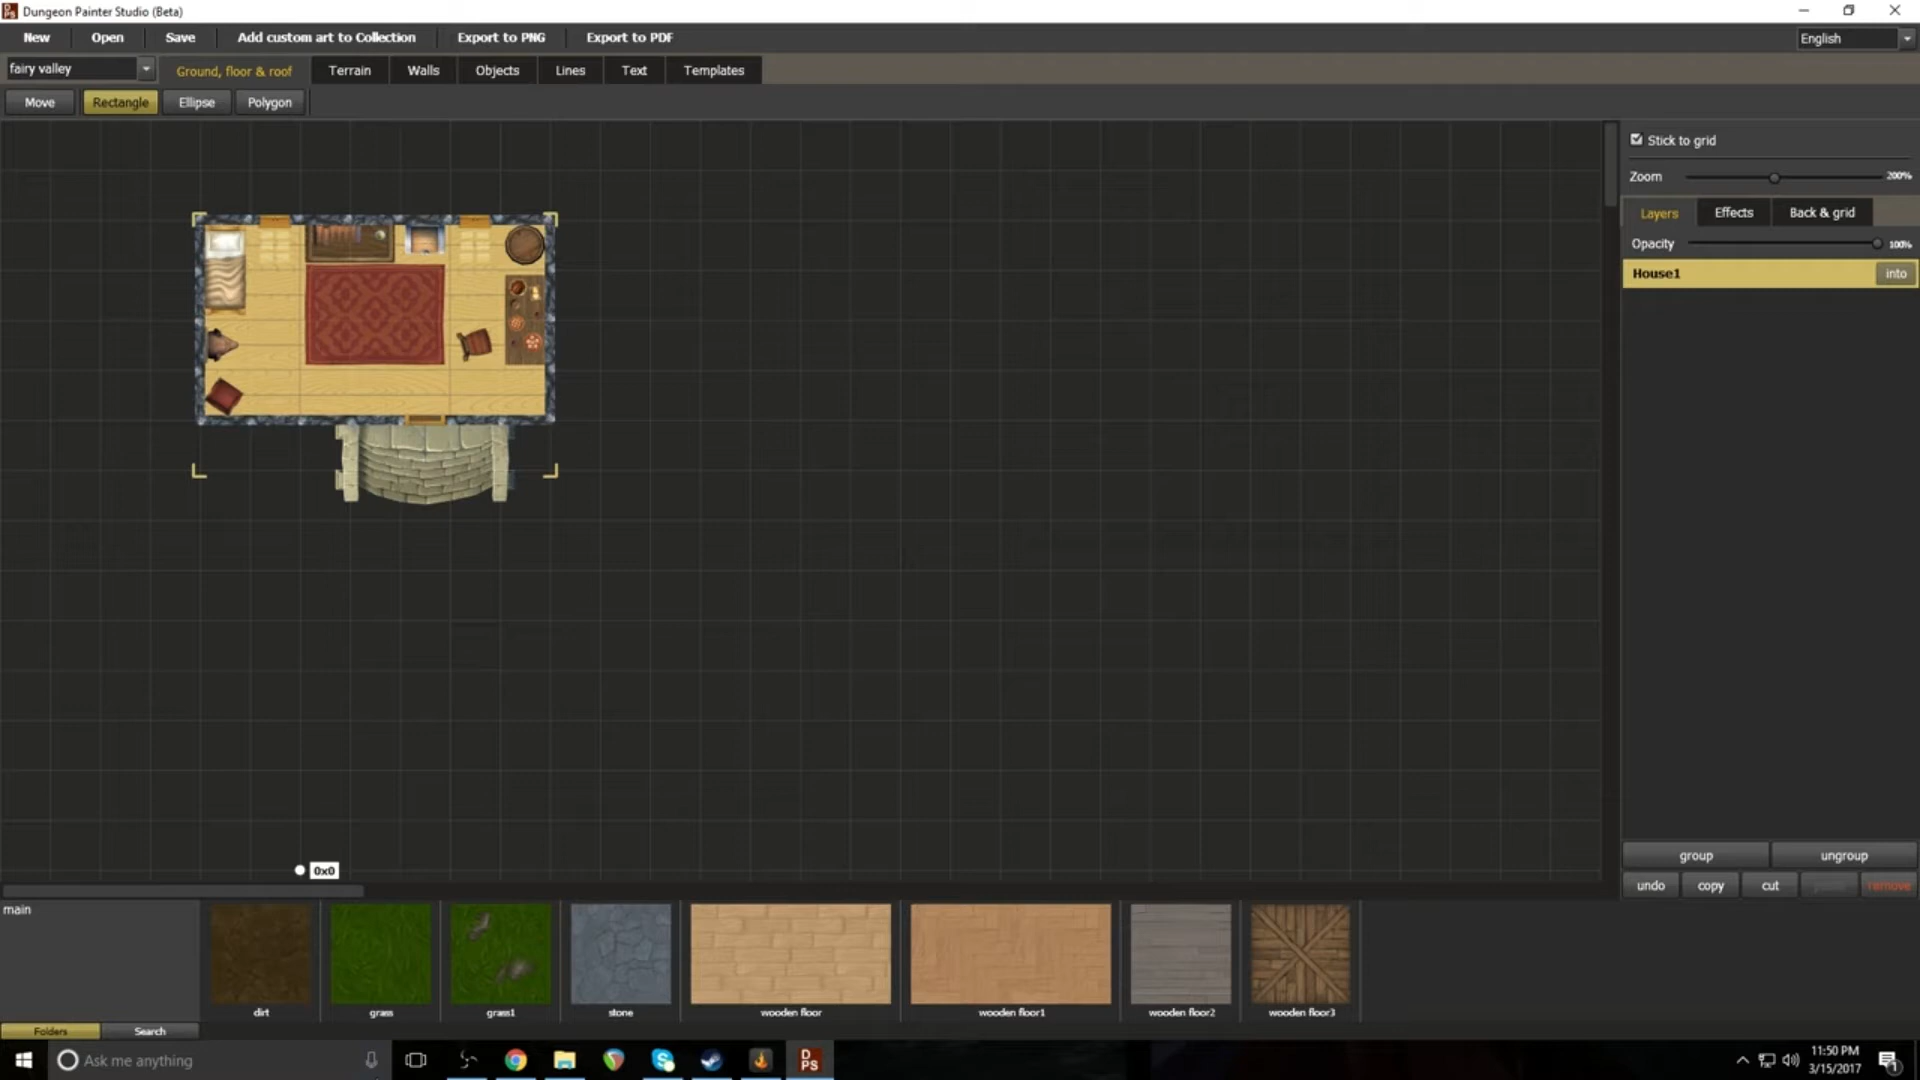 Dungeon Painter Studio (Beta)
New Open Save Add custom art to Collection Export to PNG Export to PDF English
fairy valley Ground, floor & roof Terrain Walls Objects Lines Text Templates
Move Rectangle Ellipse Polygon
Stick to grid
Zoom 200%
Layers Effects Back & grid
Opacity 100%
House1 into
0x0
group ungroup
undo copy cut remove
main
dirt grass grass1 stone wooden floor wooden floor1 wooden floor2 wooden floor3
Folders Search
Ask me anything
D
PS
11:50 PM
3/15/2017
1